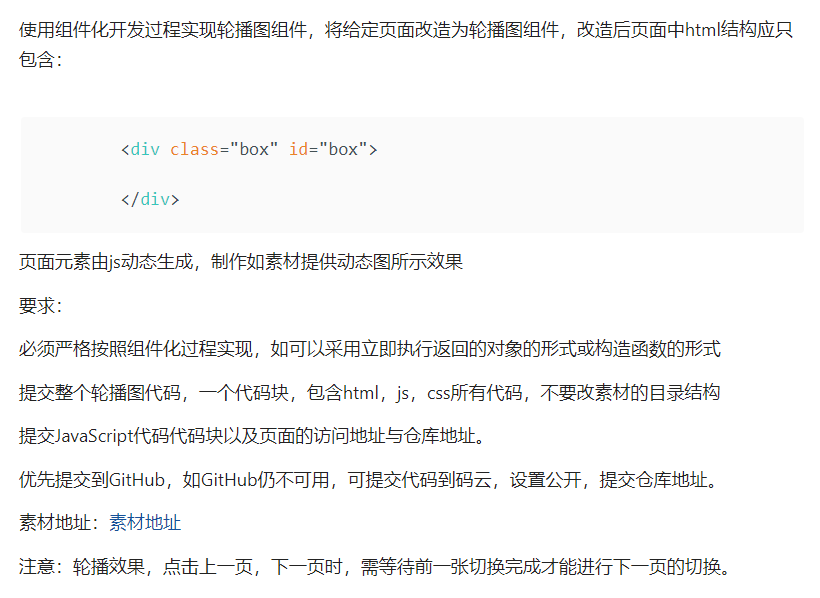 使用组件化开发过程实现轮播图组件，将给定页面改造为轮播图组件，改造后页面中html结构应只
包含：
<div class="box" id="box">
</div>
页面元素由js动态生成，制作如素材提供动态图所示效果
要求：
必须严格按照组件化过程实现，如可以采用立即执行返回的对象的形式或构造函数的形式
提交整个轮播图代码，一个代码块，包含html，js，css所有代码，不要改素材的目录结构
提交JavaScript代码代码块以及页面的访问地址与仓库地址。
优先提交到GitHub，如GitHub仍不可用，可提交代码到码云，设置公开，提交仓库地址。
素材地址：素材地址
注意：轮播效果，点击上一页，下一页时，需等待前一张切换完成才能进行下一页的切换。